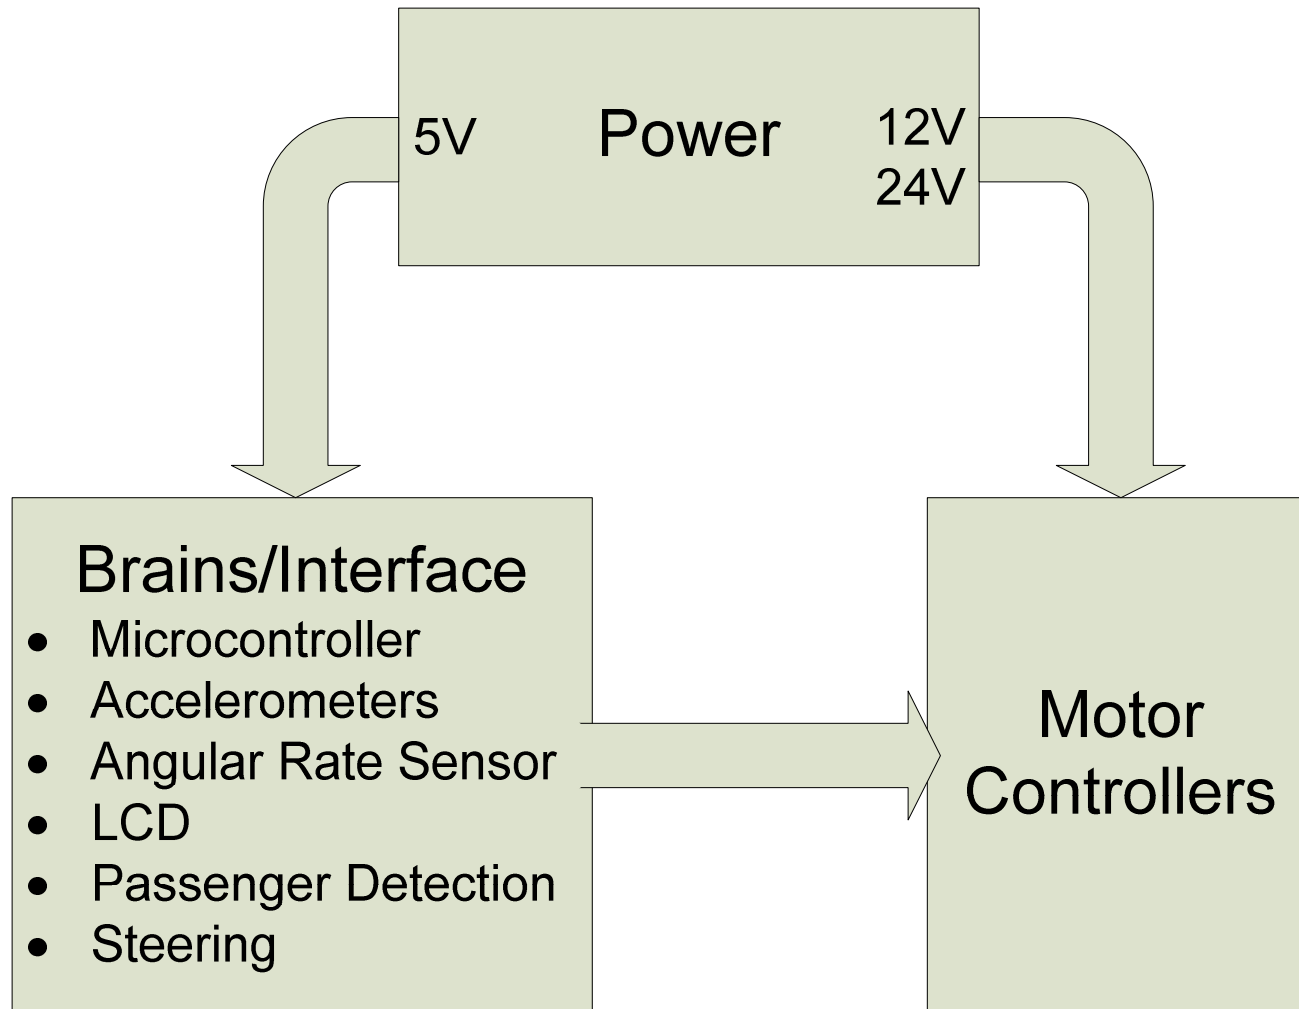 5V
Power
12V
24V
Brains/Interface
● Microcontroller
● Accelerometers
● Angular Rate Sensor
● LCD
● Passenger Detection
● Steering
Motor
Controllers